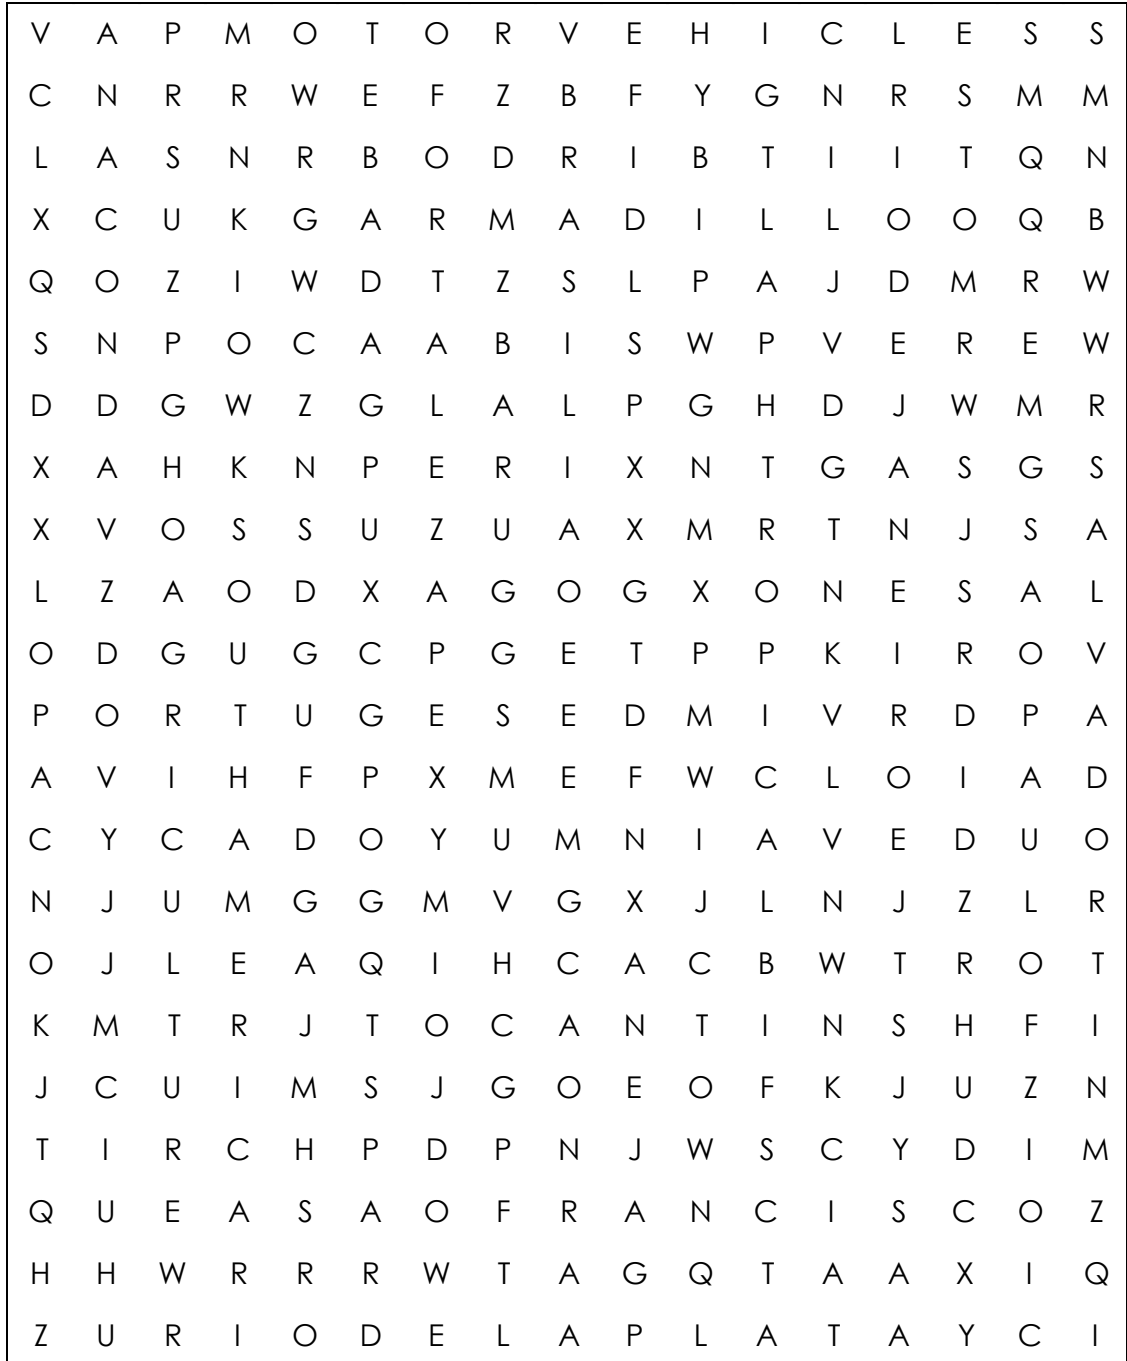 V A P M O T O R V E H I C L E S S
C N R R W E F Z B F Y G N R S M M
L A S N R B O D R I B T I I T Q N
X C U K G A R M A D I L L O O Q B
Q O Z I W D T Z S L P A J D M R W
S N P O C A A B I S W P V E R E W
D D G W Z G L A L P G H D J W M R
X A H K N P E R I X N T G A S G S
X V O S S U Z U A X M R T N J S A
L Z A O D X A G O G X O N E S A L
O D G U G C P G E T P P K I R O V
P O R T U G E S E D M I V R D P A
A V I H F P X M E F W C L O I A D
C Y C A D O Y U M N I A V E D U O
N J U M G G M V G X J L N J Z L R
O J L E A Q I H C A C B W T R O T
K M T R J T O C A N T I N S H F I
J C U I M S J G O E O F K J U Z N
T I R C H P D P N J W S C Y D I M
Q U E A S A O F R A N C I S C O Z
H H W R R R W T A G Q T A A X I Q
Z U R I O D E L A P L A T A Y C I